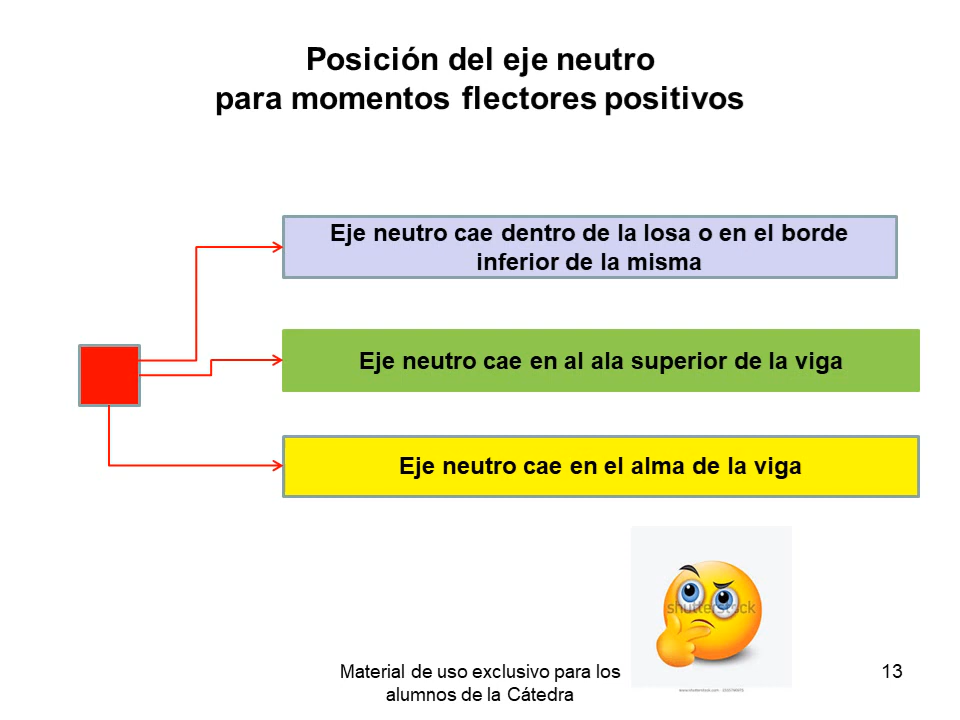 Posición del eje neutro
para momentos flectores positivos
Eje neutro cae dentro de la losa o en el borde
inferior de la misma
Eje neutro cae en al ala superior de la viga
Eje neutro cae en el alma de la viga
shutterstock
Material de uso exclusivo para los
alumnos de la Cátedra
13